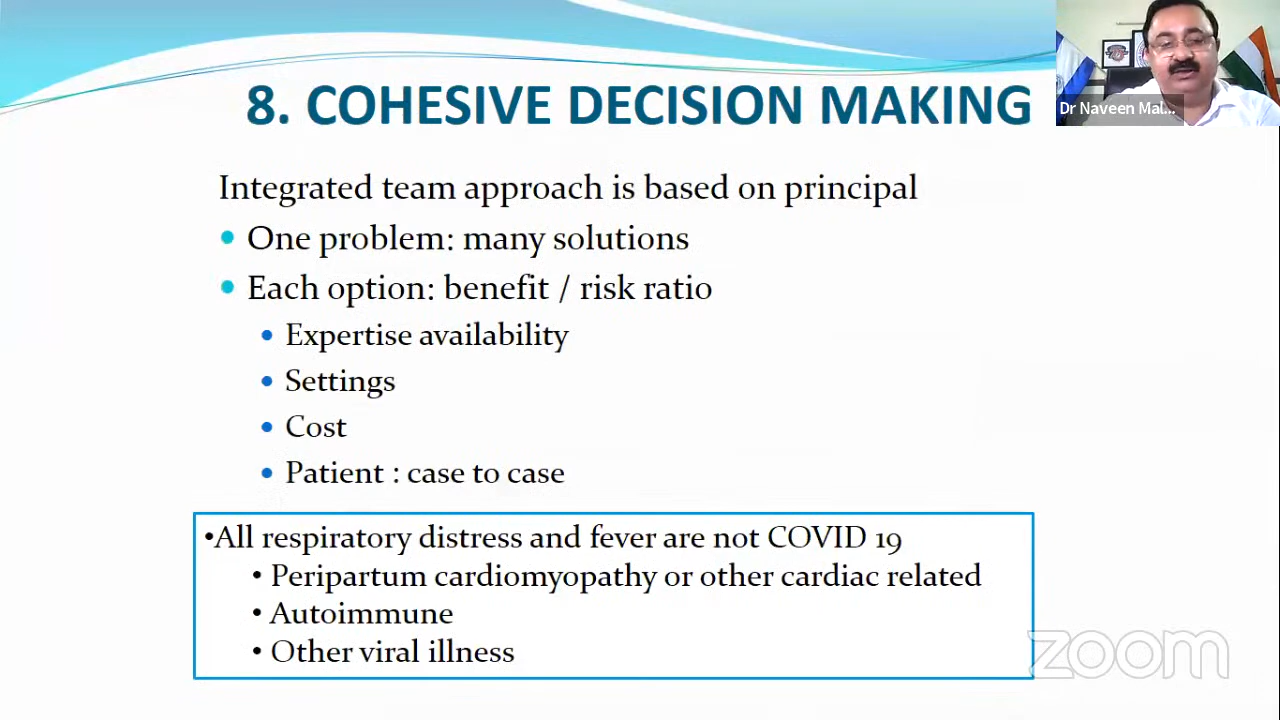 8. COHESIVE DECISION MAKING
Dr Naveen Mal...
Integrated team approach is based on principal
• One problem: many solutions
• Each option: benefit / risk ratio
• Expertise availability
• Settings
• Cost
• Patient : case to case
•All respiratory distress and fever are not COVID 19
• Peripartum cardiomyopathy or other cardiac related
• Autoimmune
• Other viral illness
zoom